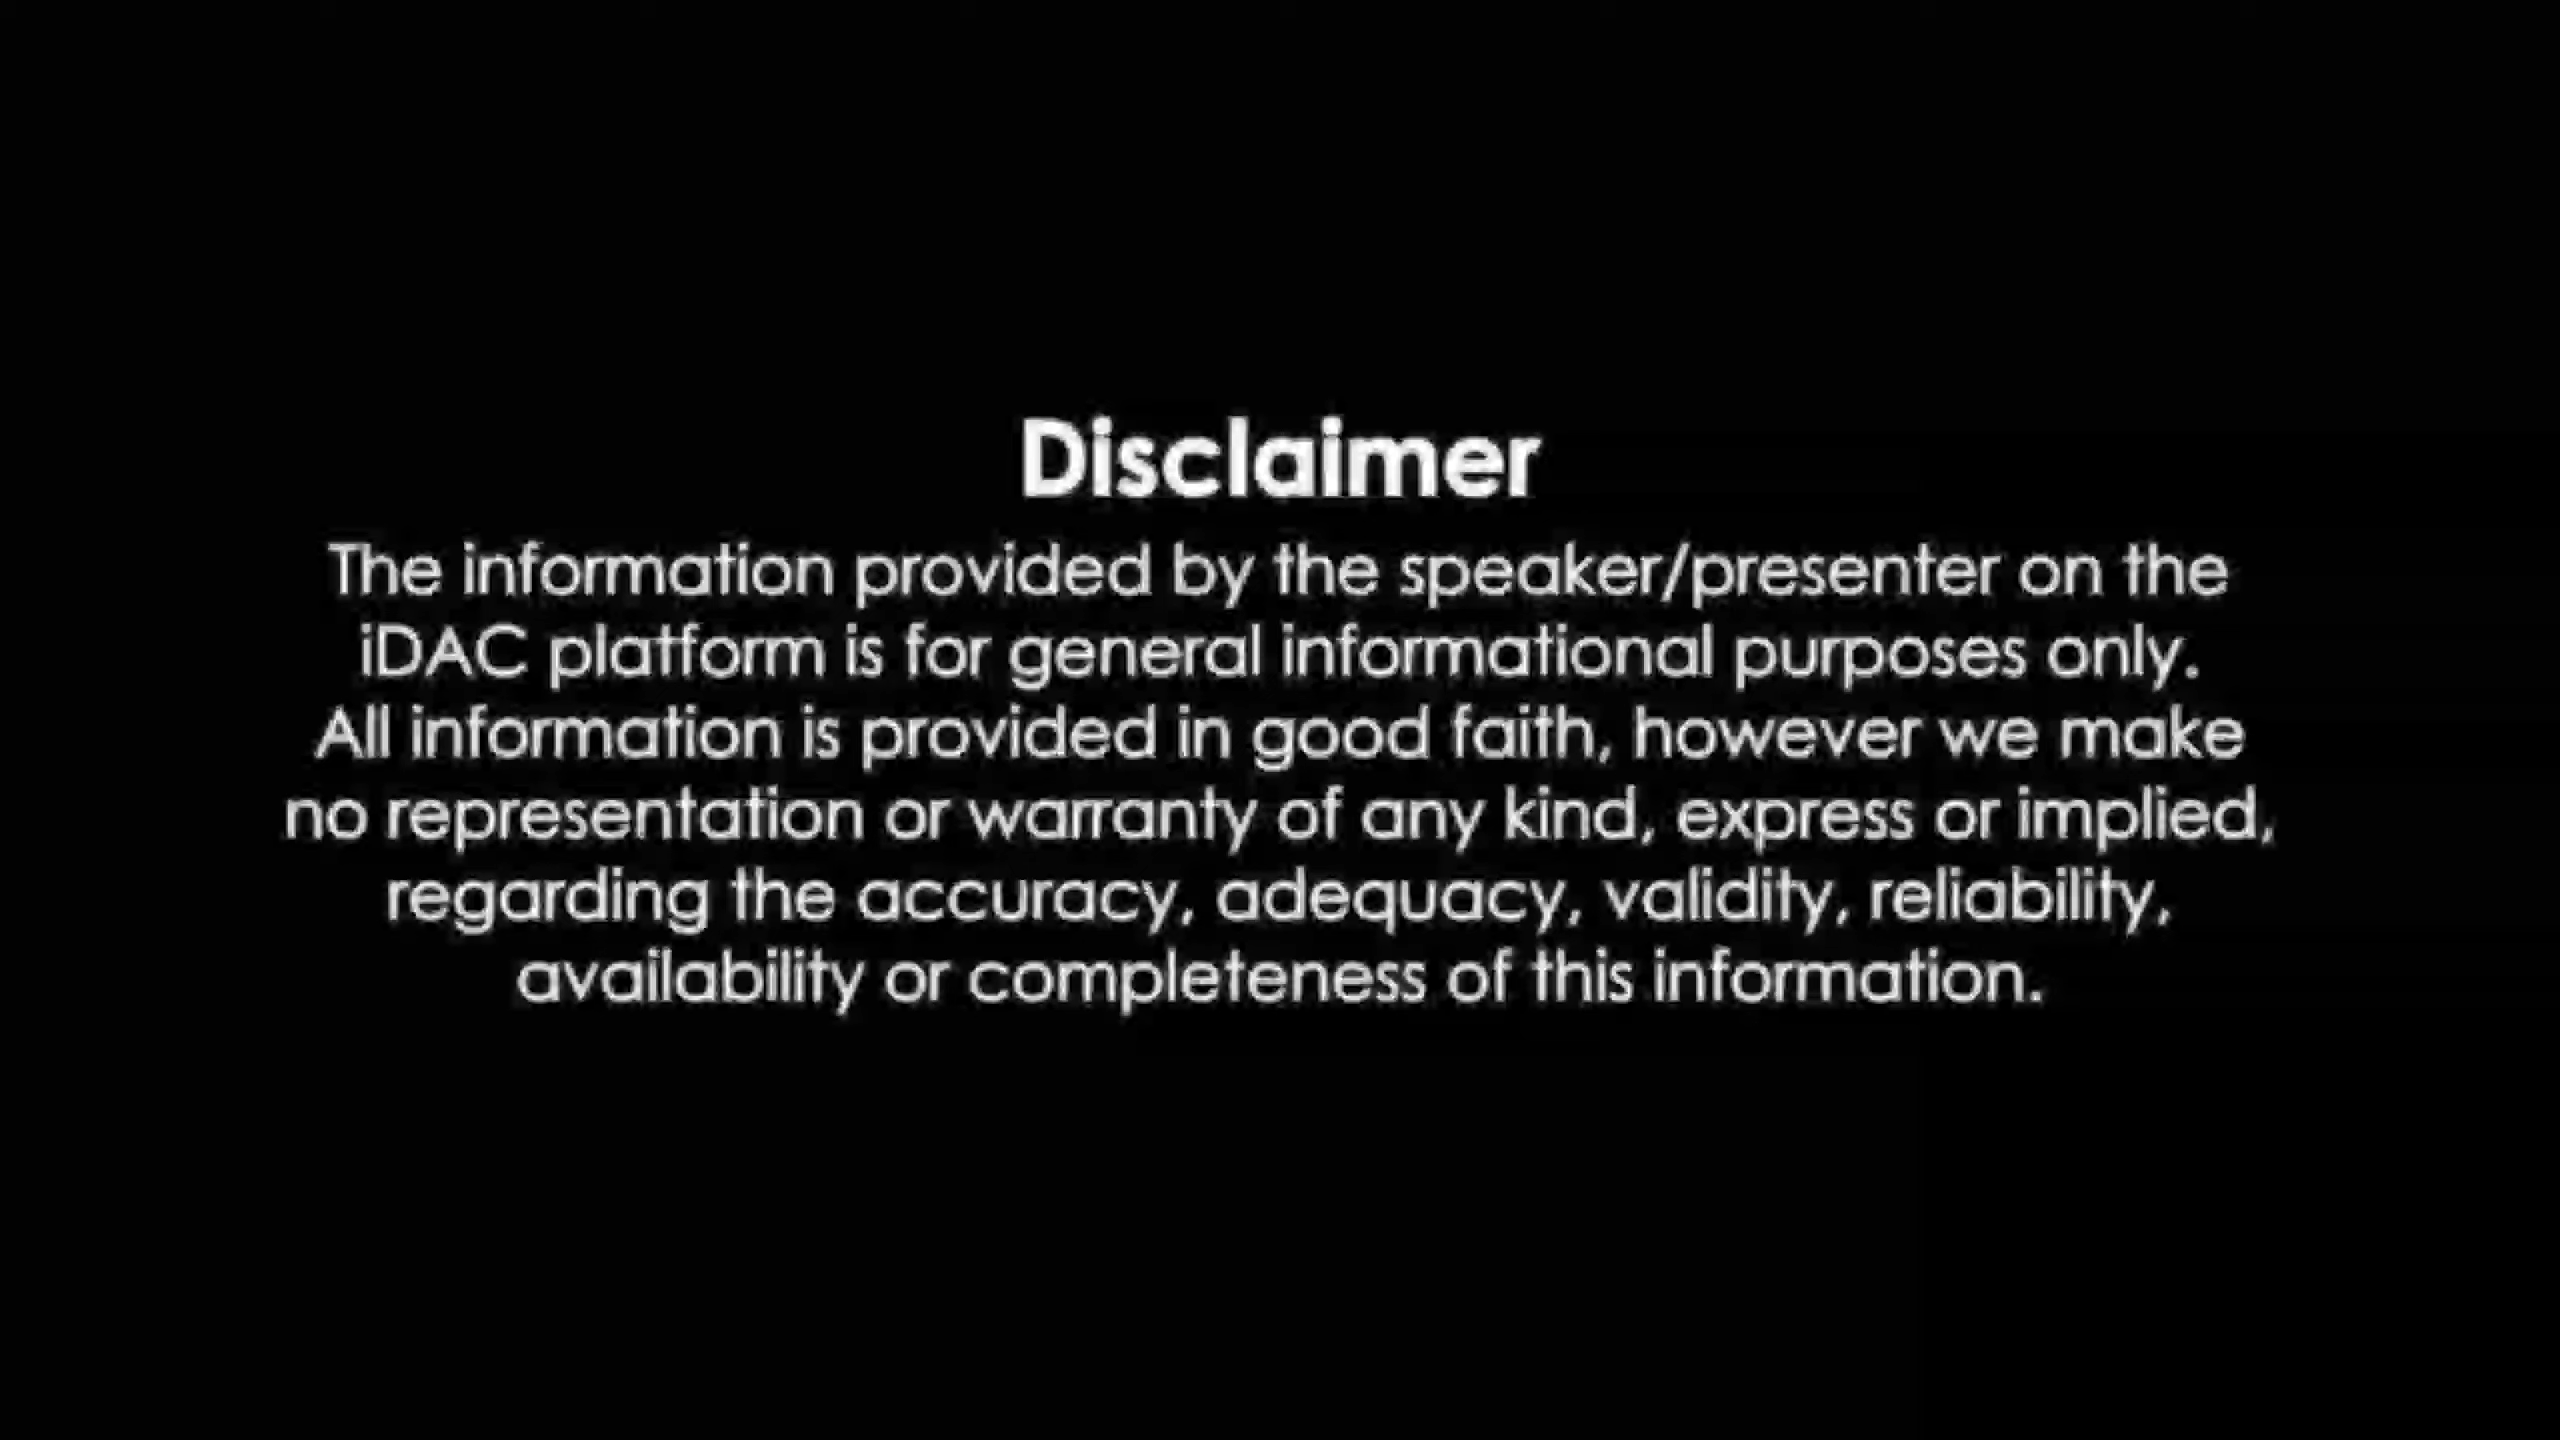 Disclaimer
The information provided by the speaker/presenter on the
iDAC platform is for general informational purposes only.
All information is provided in good faith, however we make
no representation or warranty of any kind, express or implied,
regarding the accuracy, adequacy, validity, reliability,
availability or completeness of this information.